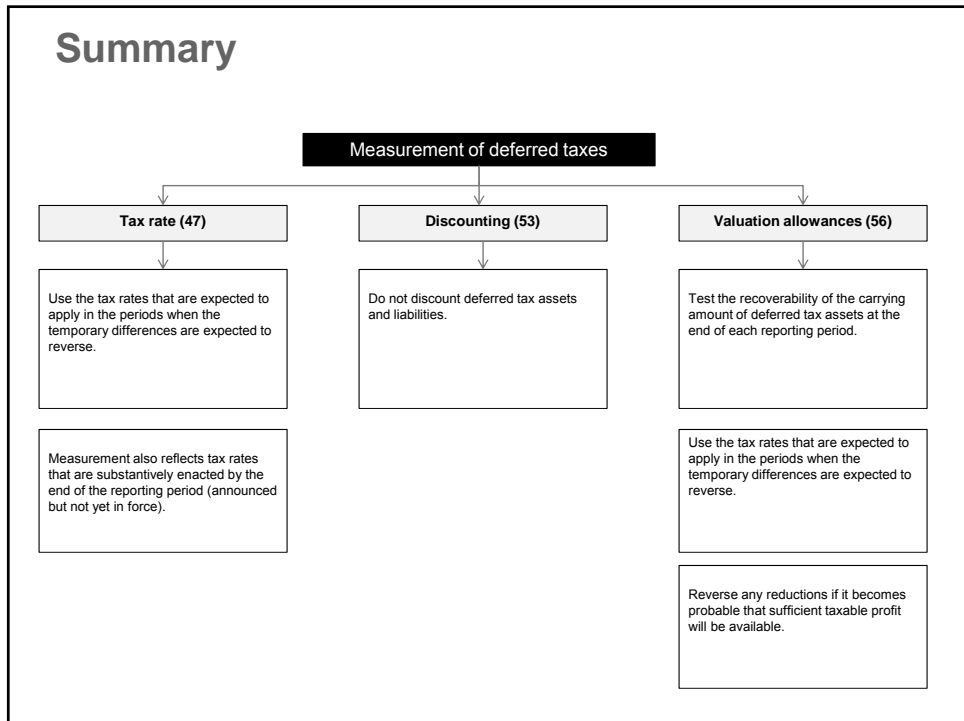 Summary
Measurement of deferred taxes
Tax rate (47)
Use the tax rates that are expected to
apply in the periods when the
temporary differences are expected to
reverse.
Measurement also reflects tax rates
that are substantively enacted by the
end of the reporting period (announced
but not yet in force).
Discounting (53)
Do not discount deferred tax assets
and liabilities.
Valuation allowances (56)
Test the recoverability of the carrying
amount of deferred tax assets at the
end of each reporting period.
Use the tax rates that are expected to
apply in the periods when the
temporary differences are expected to
reverse.
Reverse any reductions if it becomes
probable that sufficient taxable profit
will be available.